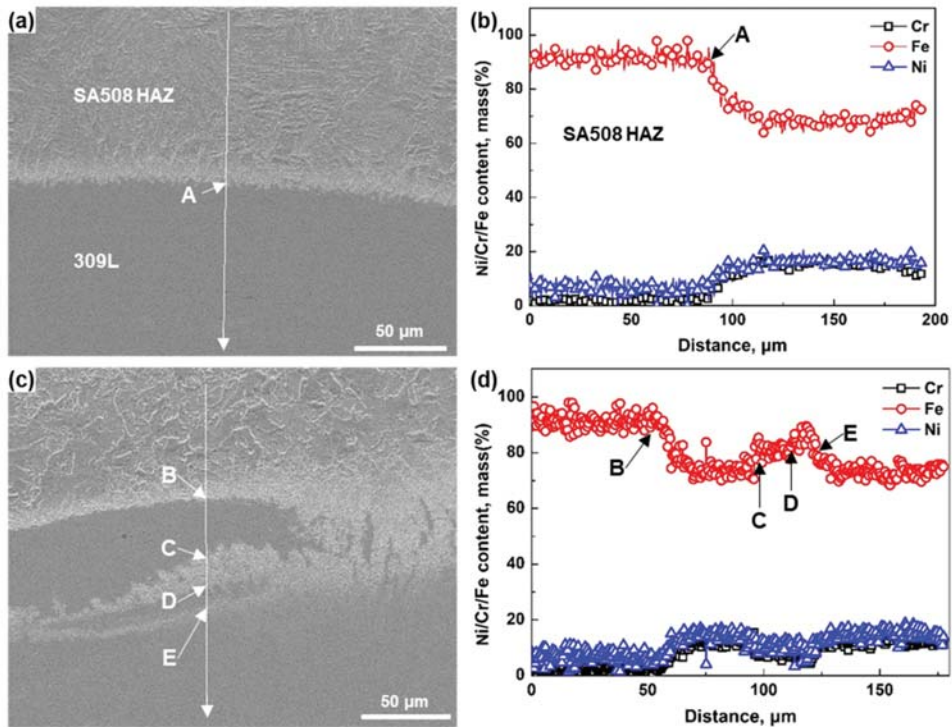 (a)
SA508 HAZ
A
309L
50 µm
(b)
Ni/Cr/Fe content, mass(%)
100
80
60
40
20
0
A
SA508 HAZ
Cr
Fe
Ni
0 50 100 150 200
Distance, µm
(c)
B
C
D
E
50 µm
(d)
Ni/Cr/Fe content, mass(%)
100
80
60
40
20
0
B
C
D
E
Cr
Fe
Ni
0 50 100 150
Distance, µm